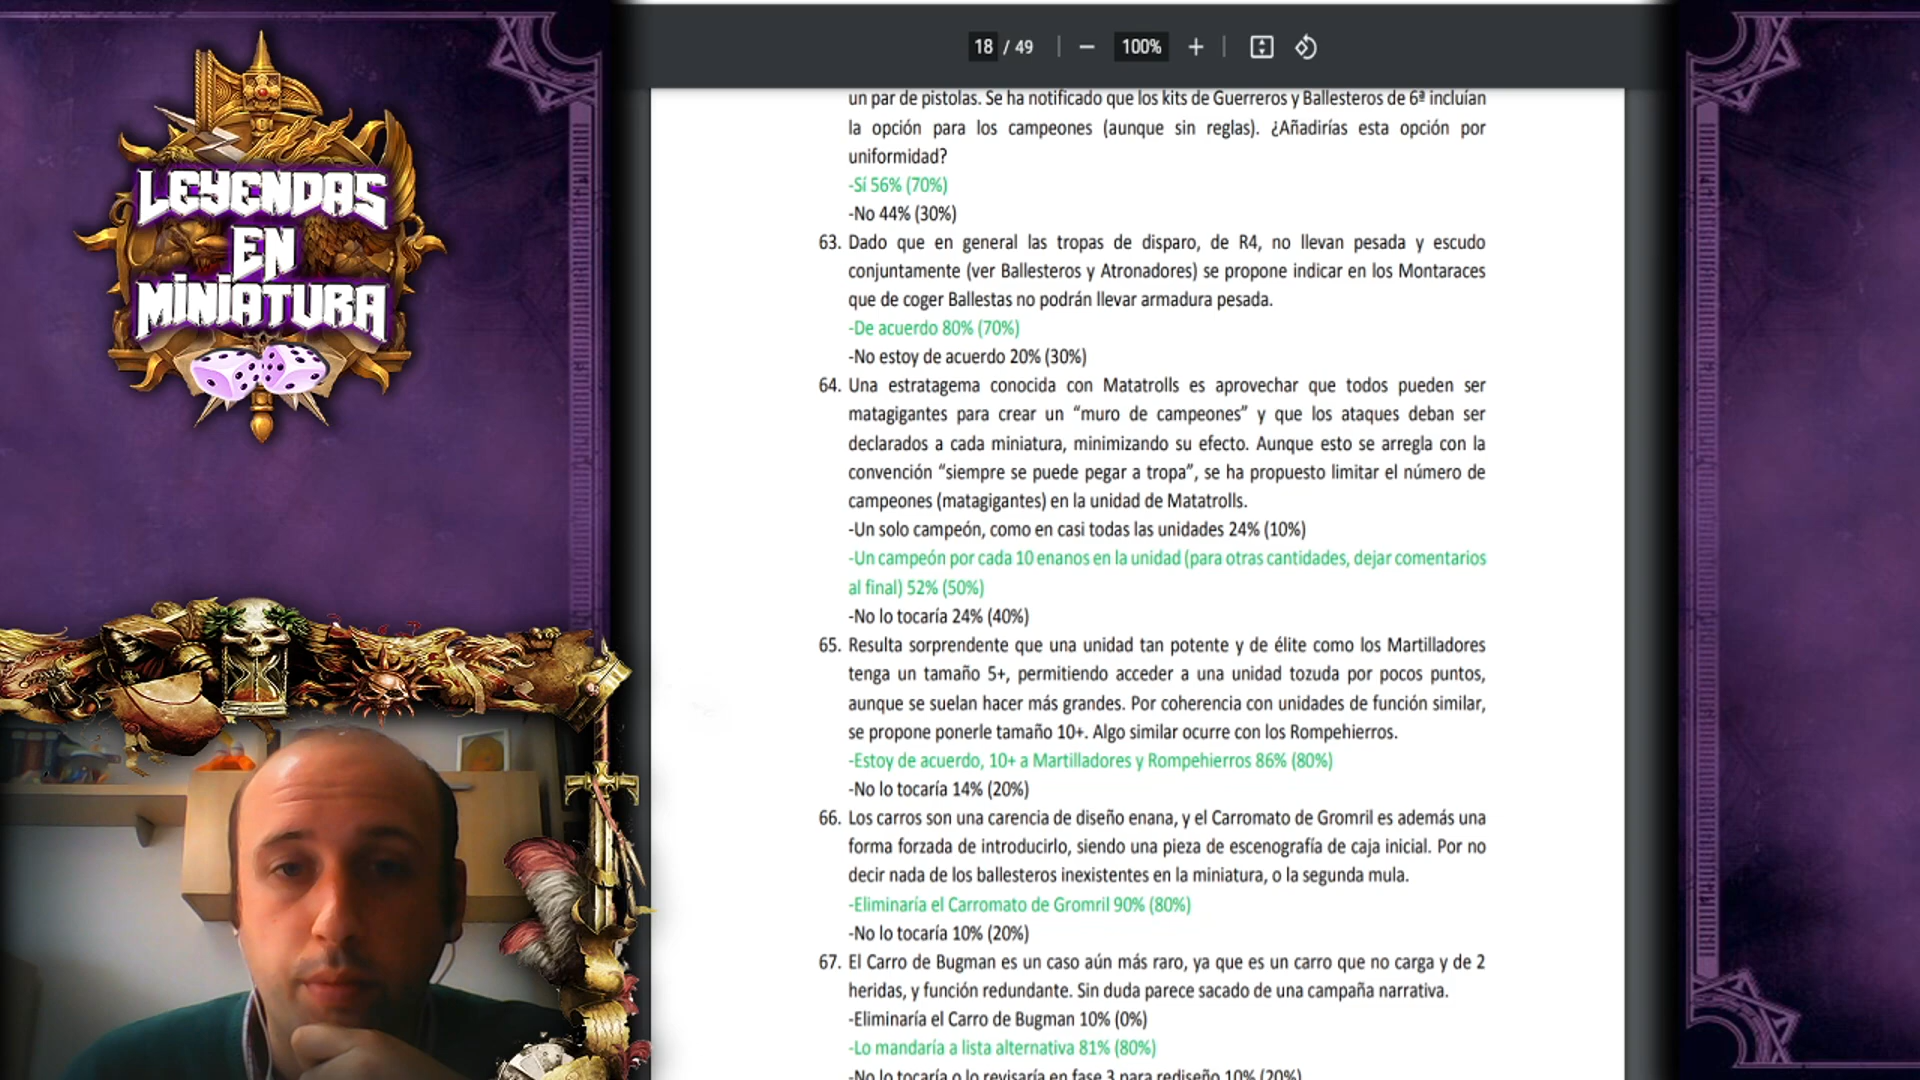 LEYENDAS
EN
MINIATURA
18 / 49
100%
un par de pistolas. Se ha notificado que los kits de Guerreros y Ballesteros de 6ª incluían
la opción para los campeones (aunque sin reglas). ¿Añadirías esta opción por
uniformidad?
-Sí 56% (70%)
-No 44% (30%)
63. Dado que en general las tropas de disparo, de R4, no llevan pesada y escudo
conjuntamente (ver Ballesteros y Atronadores) se propone indicar en los Montaraces
que de coger Ballestas no podrán llevar armadura pesada.
-De acuerdo 80% (70%)
-No estoy de acuerdo 20% (30%)
64. Una estratagema conocida con Matatrolls es aprovechar que todos pueden ser
matagigantes para crear un “muro de campeones” y que los ataques deban ser
declarados a cada miniatura, minimizando su efecto. Aunque esto se arregla con la
convención “siempre se puede pegar a tropa”, se ha propuesto limitar el número de
campeones (matagigantes) en la unidad de Matatrolls.
-Un solo campeón, como en casi todas las unidades 24% (10%)
-Un campeón por cada 10 enanos en la unidad (para otras cantidades, dejar comentarios
al final) 52% (50%)
-No lo tocaría 24% (40%)
65. Resulta sorprendente que una unidad tan potente y de élite como los Martilladores
tenga un tamaño 5+, permitiendo acceder a una unidad tozuda por pocos puntos,
aunque se suelan hacer más grandes. Por coherencia con unidades de función similar,
se propone ponerle tamaño 10+. Algo similar ocurre con los Rompehierros.
-Estoy de acuerdo, 10+ a Martilladores y Rompehierros 86% (80%)
-No lo tocaría 14% (20%)
66. Los carros son una carencia de diseño enana, y el Carromato de Gromril es además una
forma forzada de introducirlo, siendo una pieza de escenografía de caja inicial. Por no
decir nada de los ballesteros inexistentes en la miniatura, o la segunda mula.
-Eliminaría el Carromato de Gromril 90% (80%)
-No lo tocaría 10% (20%)
67. El Carro de Bugman es un caso aún más raro, ya que es un carro que no carga y de 2
heridas, y función redundante. Sin duda parece sacado de una campaña narrativa.
-Eliminaría el Carro de Bugman 10% (0%)
-Lo mandaría a lista alternativa 81% (80%)
-No lo tocaría o lo revisaría en fase 3 para rediseño 10% (20%)